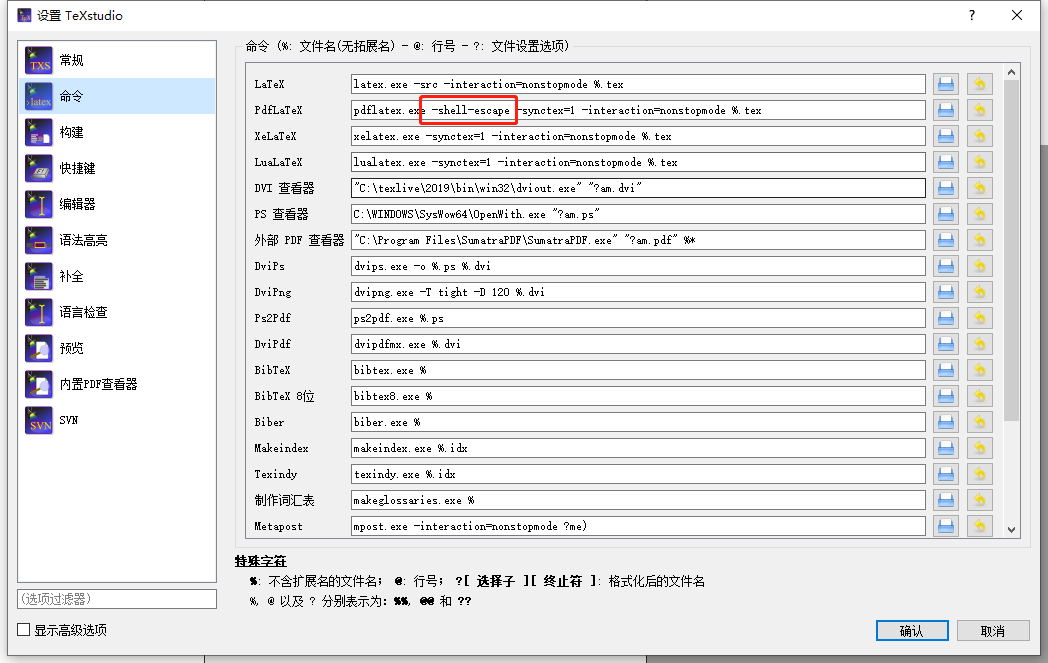 设置 TeXstudio
?
常规
命令
构建
快捷键
编辑器
语法高亮
补全
语言检查
预览
内置PDF查看器
SVN
(选项过滤器)
显示高级选项
命令 (%: 文件名(无拓展名) - @: 行号 - ?: 文件设置选项)
LaTeX latex.exe -src -interaction=nonstopmode %.tex
PdfLaTeX pdflatex.exe -shell-escape -synctex=1 -interaction=nonstopmode %.tex
XeLaTeX xelatex.exe -synctex=1 -interaction=nonstopmode %.tex
LuaLaTeX lualatex.exe -synctex=1 -interaction=nonstopmode %.tex
DVI 查看器 "C:\texlive\2019\bin\win32\dviout.exe" "?am.dvi"
PS 查看器 C:\WINDOWS\SysWow64\OpenWith.exe "?am.ps"
外部 PDF 查看器 "C:\Program Files\SumatraPDF\SumatraPDF.exe" "?am.pdf" %*
DviPs dvips.exe -o %.ps %.dvi
DviPng dvipng.exe -T tight -D 120 %.dvi
Ps2Pdf ps2pdf.exe %.ps
DviPdf dvipdfmx.exe %.dvi
BibTeX bibtex.exe %
BibTeX 8位 bibtex8.exe %
Biber biber.exe %
Makeindex makeindex.exe %.idx
Texindy texindy.exe %.idx
制作词汇表 makeglossaries.exe %
Metapost mpost.exe -interaction=nonstopmode ?me)
特殊字符
%: 不含扩展名的文件名; @: 行号; ?[ 选择子 ][ 终止符 ]: 格式化后的文件名
%, @ 以及 ? 分别表示为: %%, @@ 和 ??
确认
取消